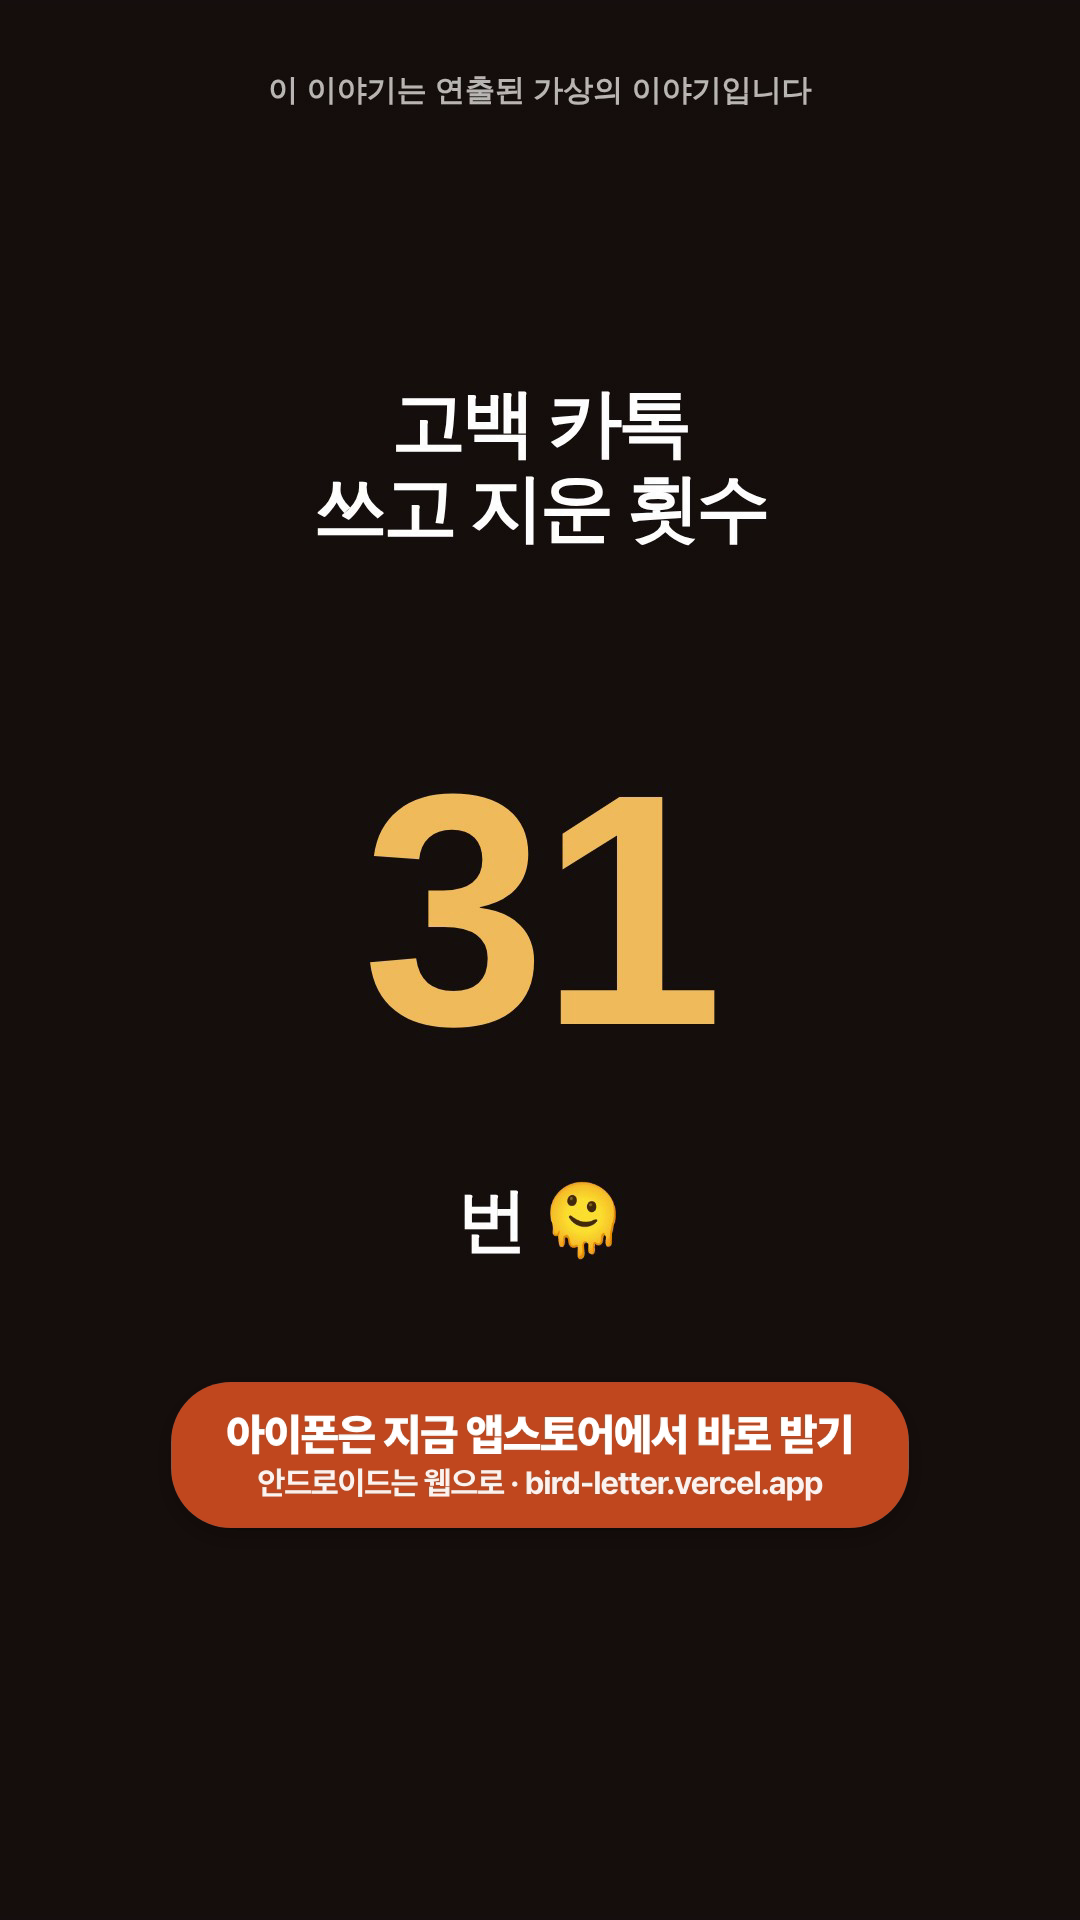 이 이야기는 연출된 가상의 이야기입니다
고백 카톡
쓰고 지운 횟수
31
번 🫠
아이폰은 지금 앱스토어에서 바로 받기
안드로이드는 웹으로 · bird-letter.vercel.app